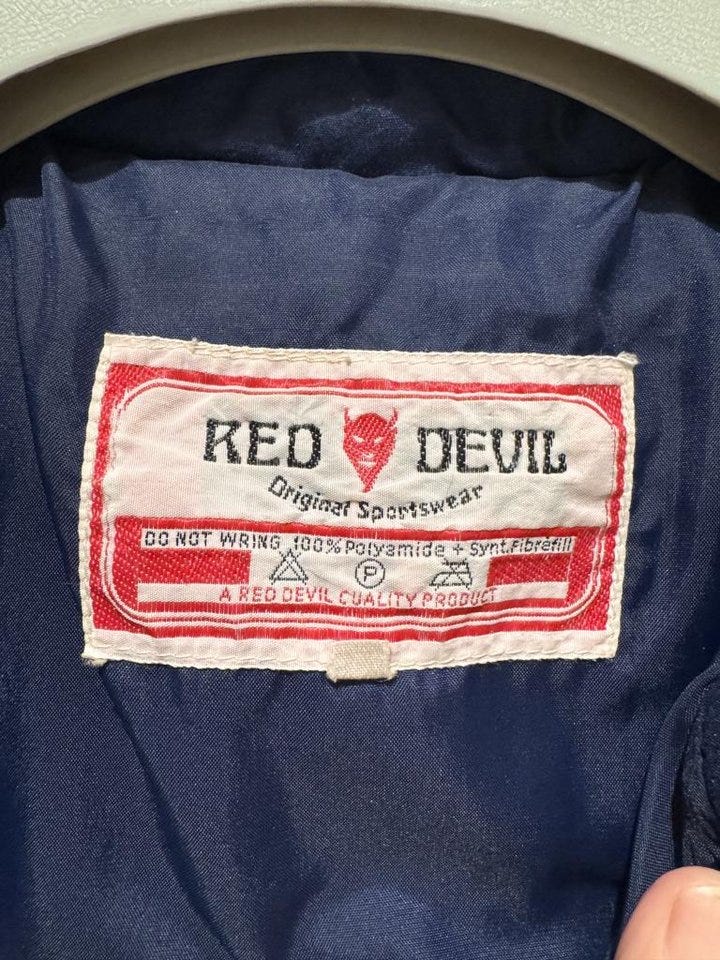 RED DEVIL
Original Sportswear
DO NOT WRING 100% Polyamide + Synt.Fibrefill
P
A RED DEVIL QUALITY PRODUCT